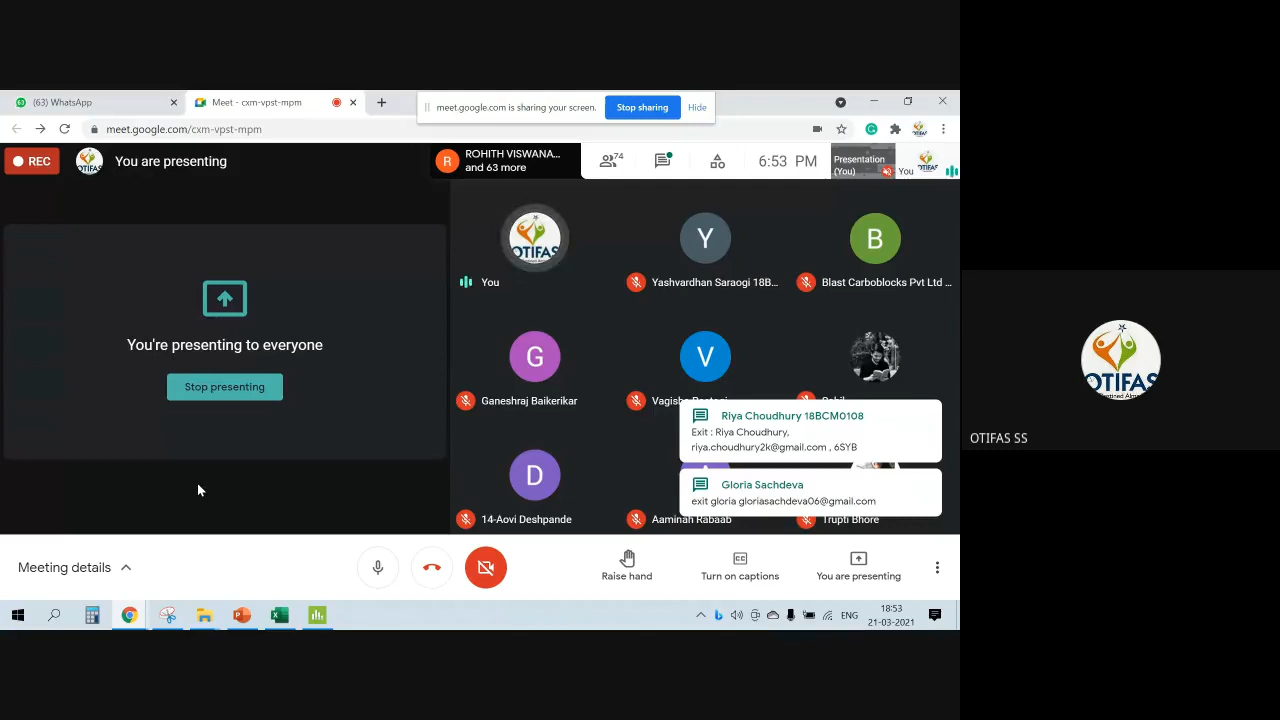 (63) WhatsApp
Meet - cxm-vpst-mpm
meet.google.com is sharing your screen.
Stop sharing
Hide
meet.google.com/cxm-vpst-mpm
REC
You are presenting
R
ROHITH VISWANA...
and 63 more
74
6:53 PM
Presentation
(You)
You
OTIFAS
You
Y
Yashvardhan Saraogi 18B...
B
Blast Carboblocks Pvt Ltd ...
You're presenting to everyone
Stop presenting
G
Ganeshraj Baikerikar
V
Riya Choudhury 18BCM0108
Exit : Riya Choudhury,
riya.choudhury2k@gmail.com , 6SYB
Gloria Sachdeva
exit gloria gloriasachdeva06@gmail.com
D
14-Aovi Deshpande
Aaminah Rabaab
Trupti Bhore
OTIFAS
OTIFAS SS
Meeting details
Raise hand
Turn on captions
You are presenting
ENG
18:53
21-03-2021